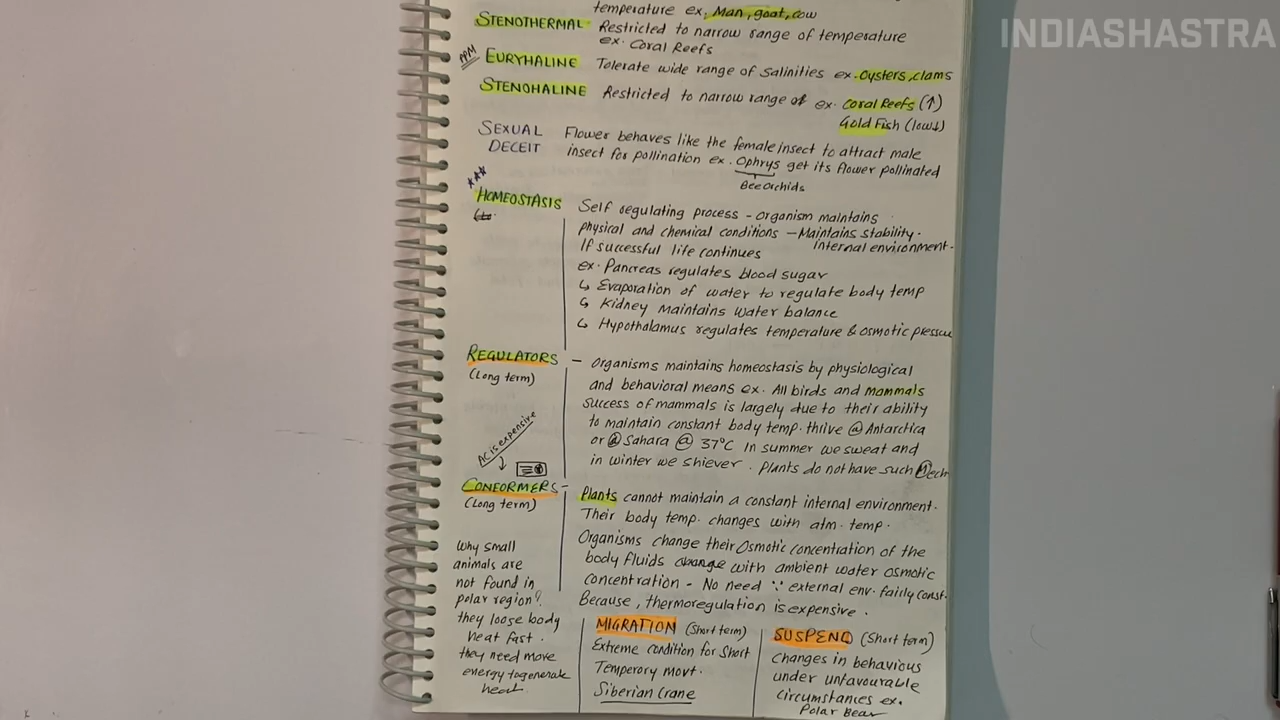 INDIASHASTRA
temperature ex, Man, goat, cow
STENOTHERMAL Restricted to narrow range of temperature
ex. Coral Reefs
PPM EURYHALINE Tolerate wide range of Salinities ex. Oysters, clams
STENOHALINE Restricted to narrow range of ex. Coral Reefs (↑)
Gold Fish (low↓)
SEXUAL DECEIT Flower behaves like the female insect to attract male
insect for pollination ex. Ophrys get its flower pollinated
Bee orchids
HOMEOSTASIS Self regulating process - organism maintains
physical and chemical conditions - Maintains stability.
Internal environment.
If successful life continues
ex. Pancreas regulates blood sugar
↳ Evaporation of water to regulate body temp
↳ Kidney maintains water balance
↳ Hypothalamus regulates temperature & osmotic pressure
REGULATORS - Organisms maintains homeostasis by physiological
(Long term) and behavioral means ex. All birds and mammals
success of mammals is largely due to their ability
to maintain constant body temp. thrive @ Antarctica
or @ Sahara @ 37°C In summer we sweat and
in winter we shiever. Plants do not have such Mech
AC is expensive
CONFORMERS - Plants cannot maintain a constant internal environment.
(Long term) Their body temp. changes with atm. temp.
Organisms change their Osmotic concentration of the
body fluids change with ambient water osmotic
concentration - No need ∵ external env. fairly const.
Because, thermoregulation is expensive.
Why small
animals are
not found in
polar region?
they loose body
heat fast.
they need more
energy to generate
heat.
MIGRATION (Short term)
Extreme condition for Short
Temperory movt.
Siberian Crane
SUSPEND (Short term)
Changes in behavious
under unfavourable
circumstances ex.
Polar Bear